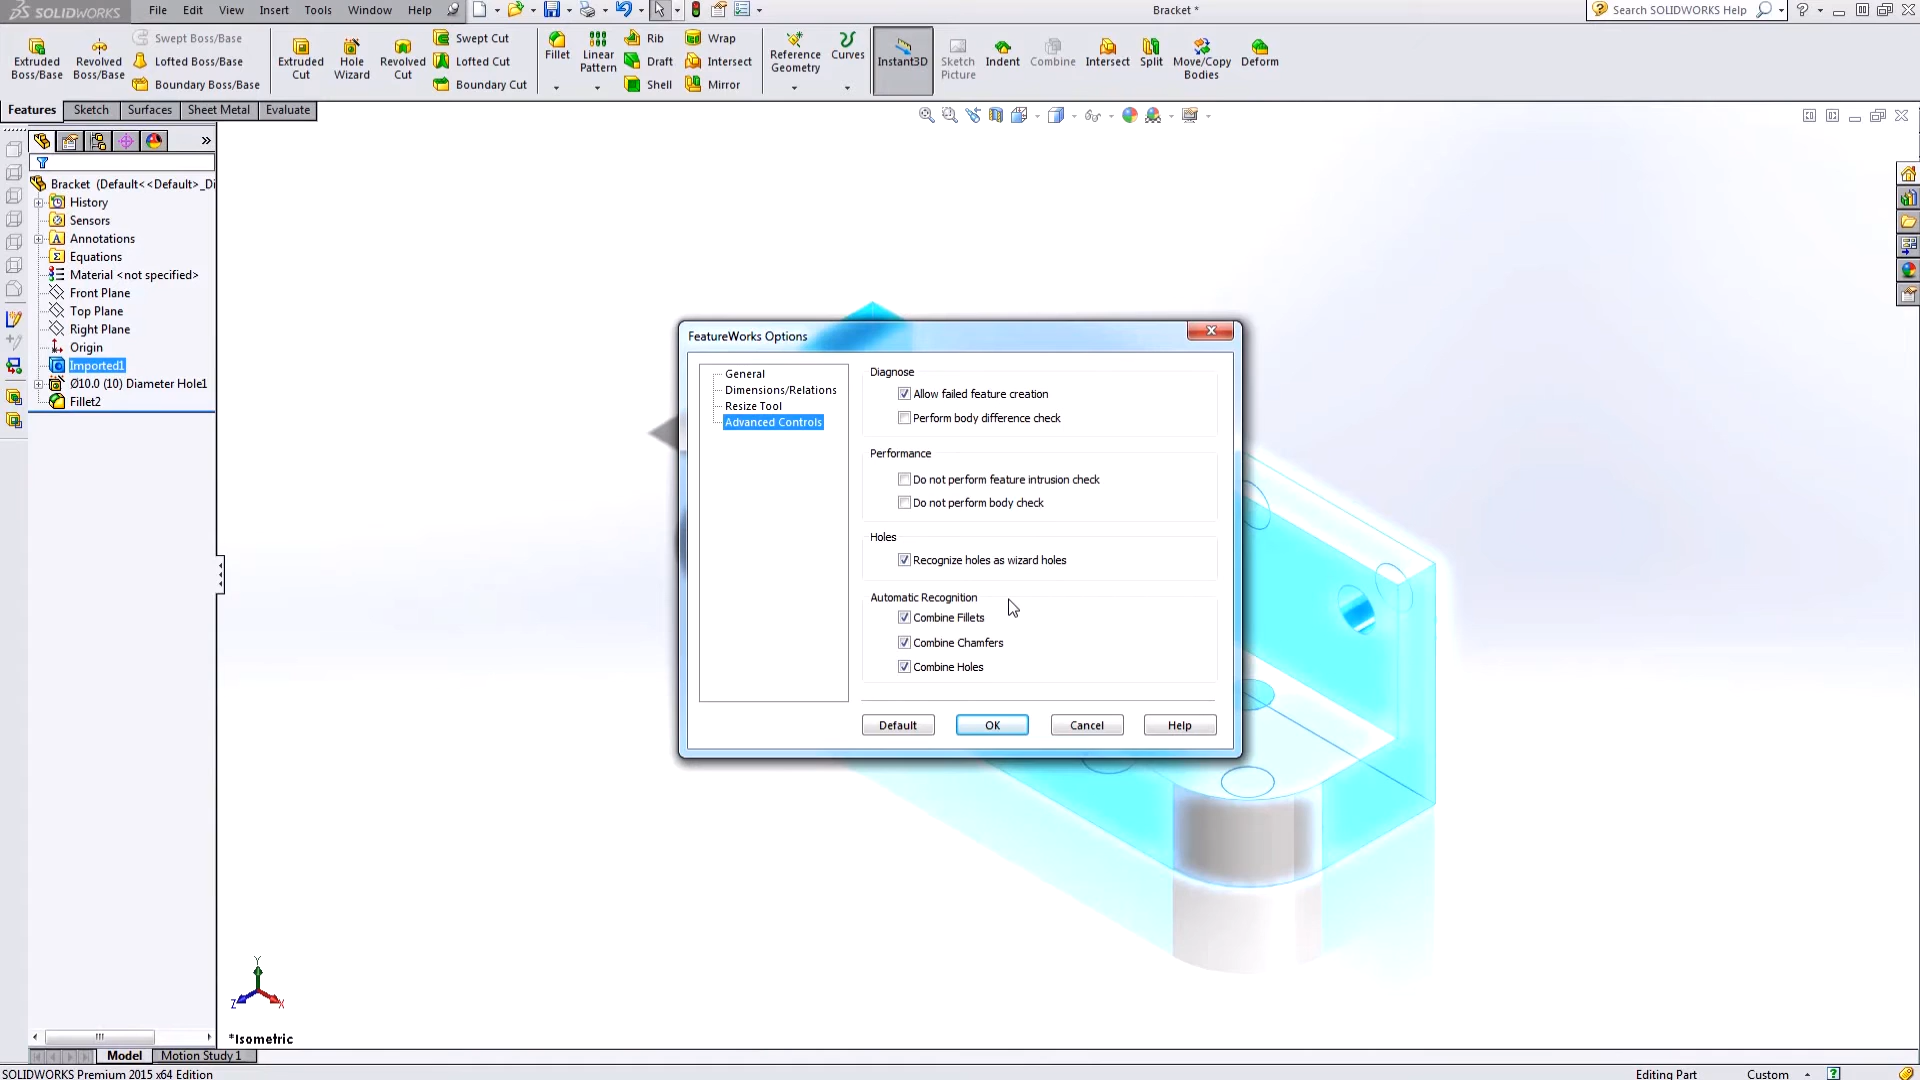 SOLIDWORKS File Edit View Insert Tools Window Help Bracket * Search SOLIDWORKS Help
Extruded Boss/Base
Revolved Boss/Base
Swept Boss/Base
Lofted Boss/Base
Boundary Boss/Base
Extruded Cut
Hole Wizard
Revolved Cut
Swept Cut
Lofted Cut
Boundary Cut
Fillet
Linear Pattern
Rib
Draft
Shell
Wrap
Intersect
Mirror
Reference Geometry
Curves
Instant3D
Sketch Picture
Indent
Combine
Intersect
Split
Move/Copy Bodies
Deform
Features Sketch Surfaces Sheet Metal Evaluate
Bracket (Default<<Default>_Di
History
Sensors
Annotations
Equations
Material <not specified>
Front Plane
Top Plane
Right Plane
Origin
Imported1
Ø10.0 (10) Diameter Hole1
Fillet2
FeatureWorks Options
General
Dimensions/Relations
Resize Tool
Advanced Controls
Diagnose
Allow failed feature creation
Perform body difference check
Performance
Do not perform feature intrusion check
Do not perform body check
Holes
Recognize holes as wizard holes
Automatic Recognition
Combine Fillets
Combine Chamfers
Combine Holes
Default OK Cancel Help
Y
Z X
*Isometric
Model Motion Study 1
SOLIDWORKS Premium 2015 x64 Edition Editing Part Custom